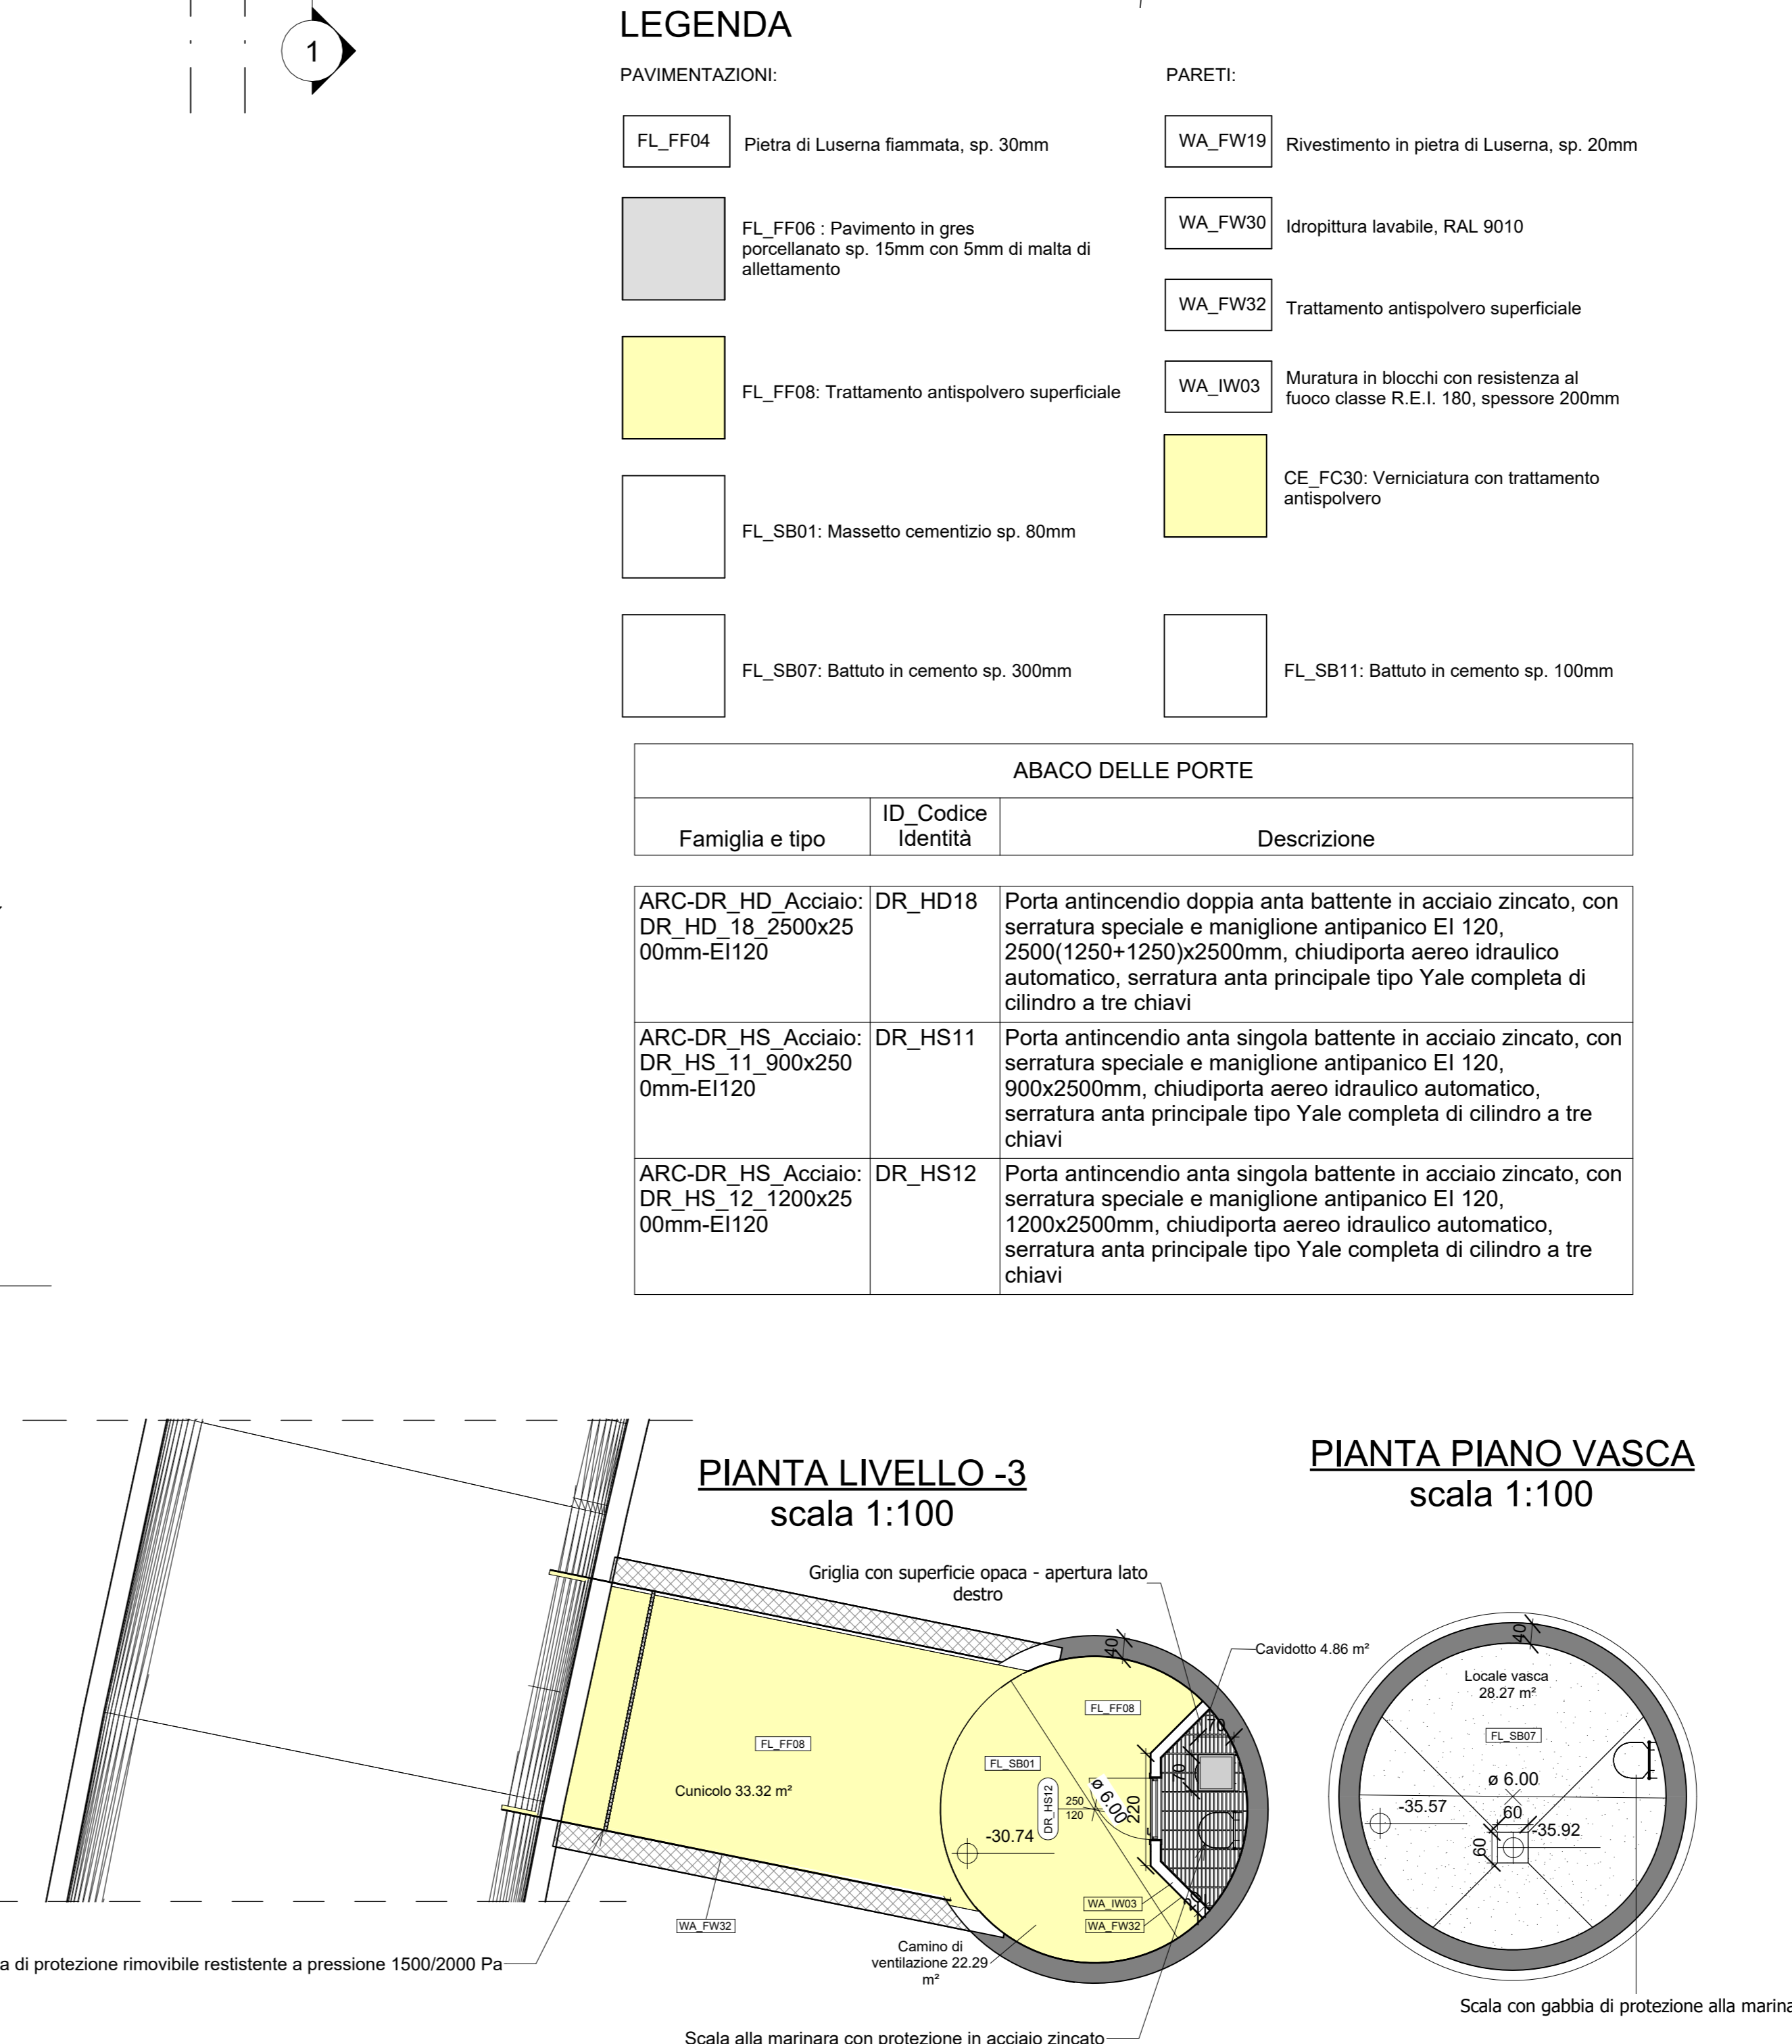 1
LEGENDA
PAVIMENTAZIONI:
FL_FF04
Pietra di Luserna fiammata, sp. 30mm
FL_FF06 : Pavimento in gres
porcellanato sp. 15mm con 5mm di malta di
allettamento
FL_FF08: Trattamento antispolvero superficiale
FL_SB01: Massetto cementizio sp. 80mm
FL_SB07: Battuto in cemento sp. 300mm
PARETI:
WA_FW19
Rivestimento in pietra di Luserna, sp. 20mm
WA_FW30
Idropittura lavabile, RAL 9010
WA_FW32
Trattamento antispolvero superficiale
WA_IW03
Muratura in blocchi con resistenza al
fuoco classe R.E.I. 180, spessore 200mm
CE_FC30: Verniciatura con trattamento
antispolvero
FL_SB11: Battuto in cemento sp. 100mm
ABACO DELLE PORTE
Famiglia e tipo
ID_Codice
Identità
Descrizione
ARC-DR_HD_Acciaio:
DR_HD_18_2500x25
00mm-EI120
DR_HD18
Porta antincendio doppia anta battente in acciaio zincato, con
serratura speciale e maniglione antipanico EI 120,
2500(1250+1250)x2500mm, chiudiporta aereo idraulico
automatico, serratura anta principale tipo Yale completa di
cilindro a tre chiavi
ARC-DR_HS_Acciaio:
DR_HS_11_900x250
0mm-EI120
DR_HS11
Porta antincendio anta singola battente in acciaio zincato, con
serratura speciale e maniglione antipanico EI 120,
900x2500mm, chiudiporta aereo idraulico automatico,
serratura anta principale tipo Yale completa di cilindro a tre
chiavi
ARC-DR_HS_Acciaio:
DR_HS_12_1200x25
00mm-EI120
DR_HS12
Porta antincendio anta singola battente in acciaio zincato, con
serratura speciale e maniglione antipanico EI 120,
1200x2500mm, chiudiporta aereo idraulico automatico,
serratura anta principale tipo Yale completa di cilindro a tre
chiavi
PIANTA LIVELLO -3
scala 1:100
Griglia con superficie opaca - apertura lato
destro
Cavidotto 4.86 m²
40
FL_FF08
70
FL_FF08
FL_SB01
70
Cunicolo 33.32 m²
DR_HS12
250
120
ø 6.00
220
-30.74
WA_IW03
20
WA_FW32
WA_FW32
Camino di
ventilazione 22.29
m²
a di protezione rimovibile restistente a pressione 1500/2000 Pa
Scala alla marinara con protezione in acciaio zincato
PIANTA PIANO VASCA
scala 1:100
40
Locale vasca
28.27 m²
FL_SB07
ø 6.00
-35.57
60
-35.92
60
Scala con gabbia di protezione alla marina